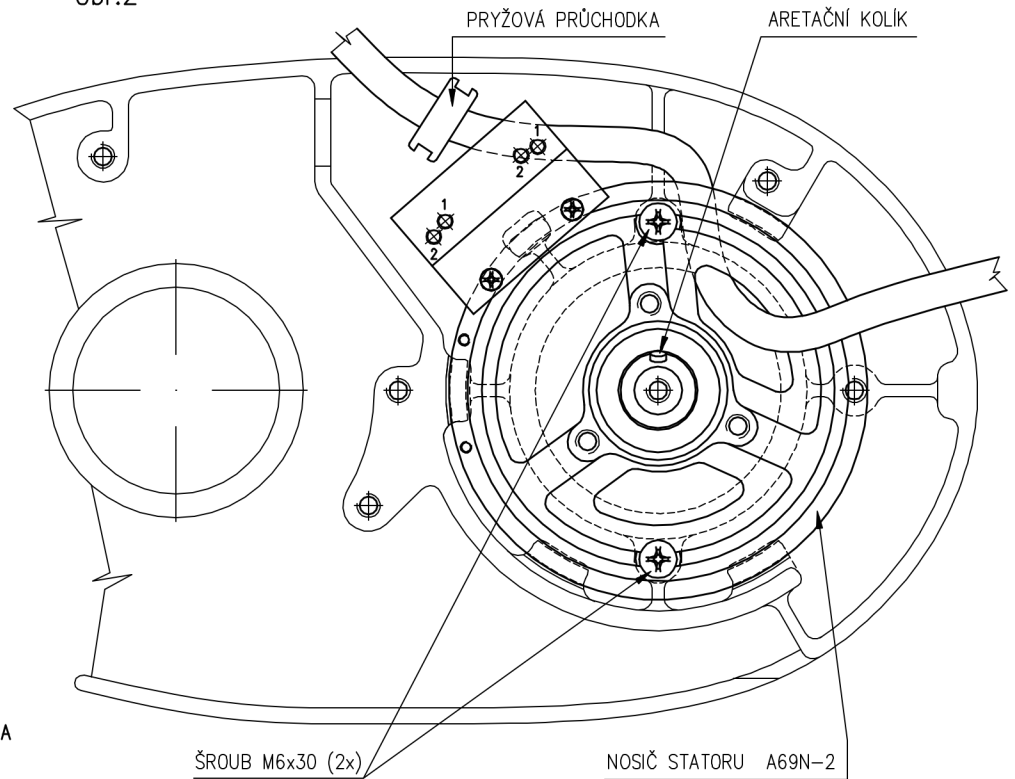 obr.2
PRYŽOVÁ PRŮCHODKA
ARETAČNÍ KOLÍK
1
2
1
2
A
ŠROUB M6x30 (2x)
NOSIČ STATORU A69N-2